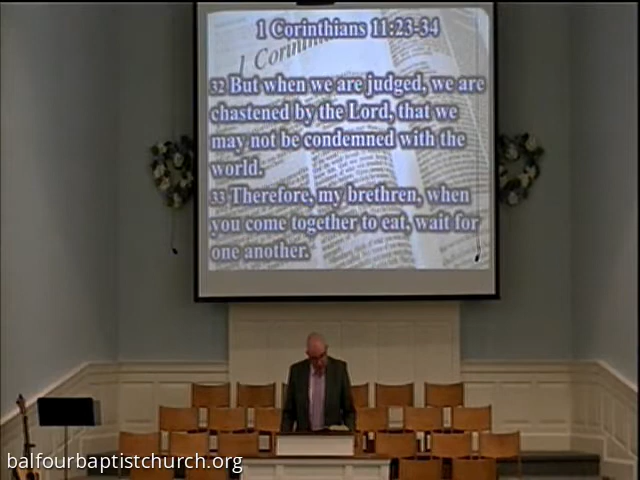 1 Corinthians 11:23-34
32 But when we are judged, we are
chastened by the Lord, that we
may not be condemned with the
world.
33 Therefore, my brethren, when
you come together to eat, wait for
one another.
balfourbaptistchurch.org